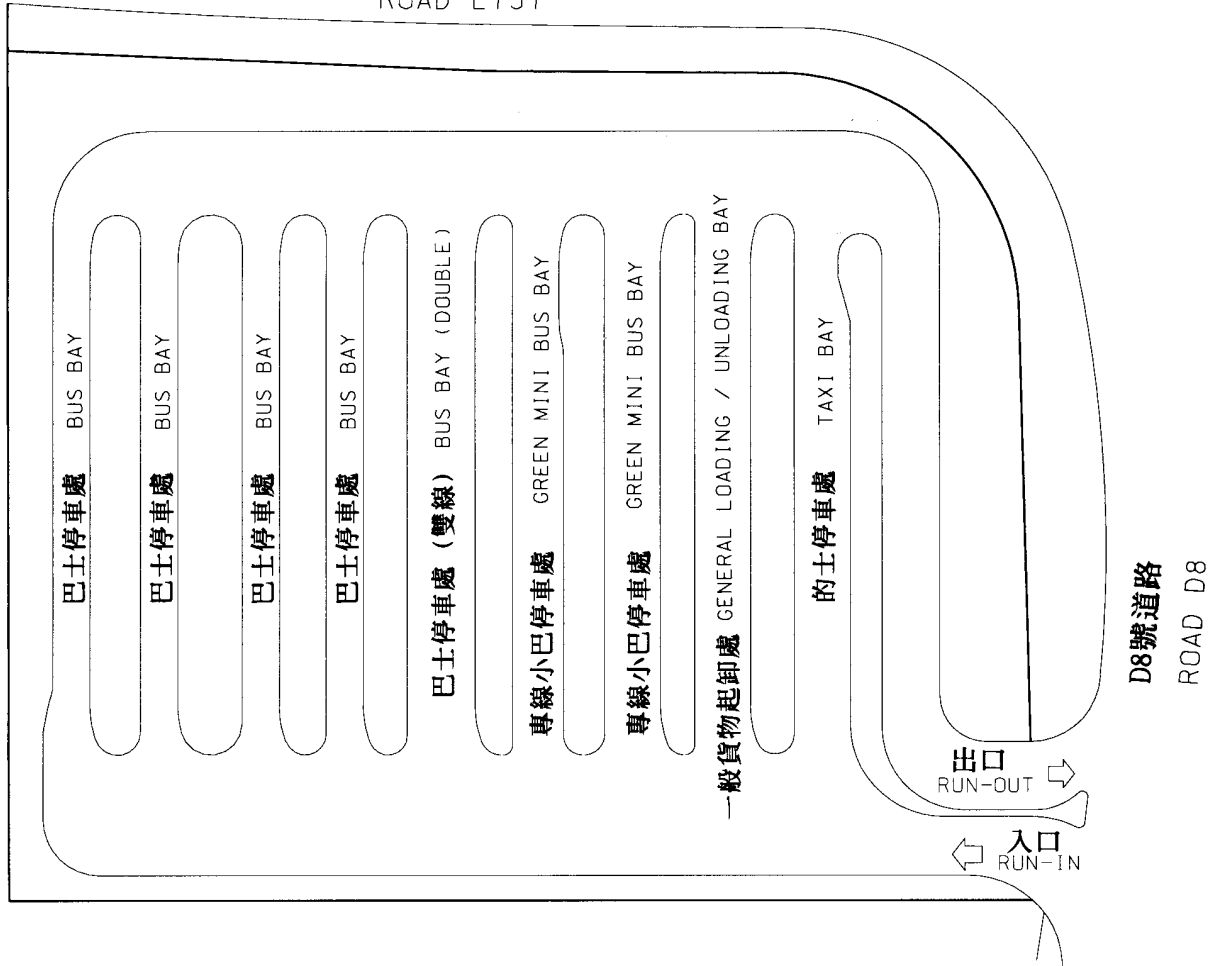 ROAD L131
巴士停車處 BUS BAY
巴士停車處 BUS BAY
巴士停車處 BUS BAY
巴士停車處 BUS BAY
巴士停車處 (雙線) BUS BAY (DOUBLE)
專線小巴停車處 GREEN MINI BUS BAY
專線小巴停車處 GREEN MINI BUS BAY
一般貨物起卸處 GENERAL LOADING / UNLOADING BAY
的士停車處 TAXI BAY
出口
RUN-OUT
入口
RUN-IN
D8號道路
ROAD D8